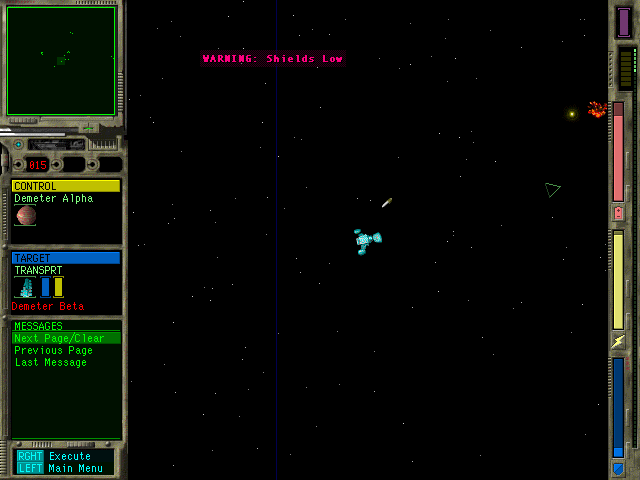 WARNING: Shields Low
015
CONTROL
Demeter Alpha
TARGET
TRANSPRT
Demeter Beta
MESSAGES
Next Page/Clear
Previous Page
Last Message
RGHT Execute
LEFT Main Menu